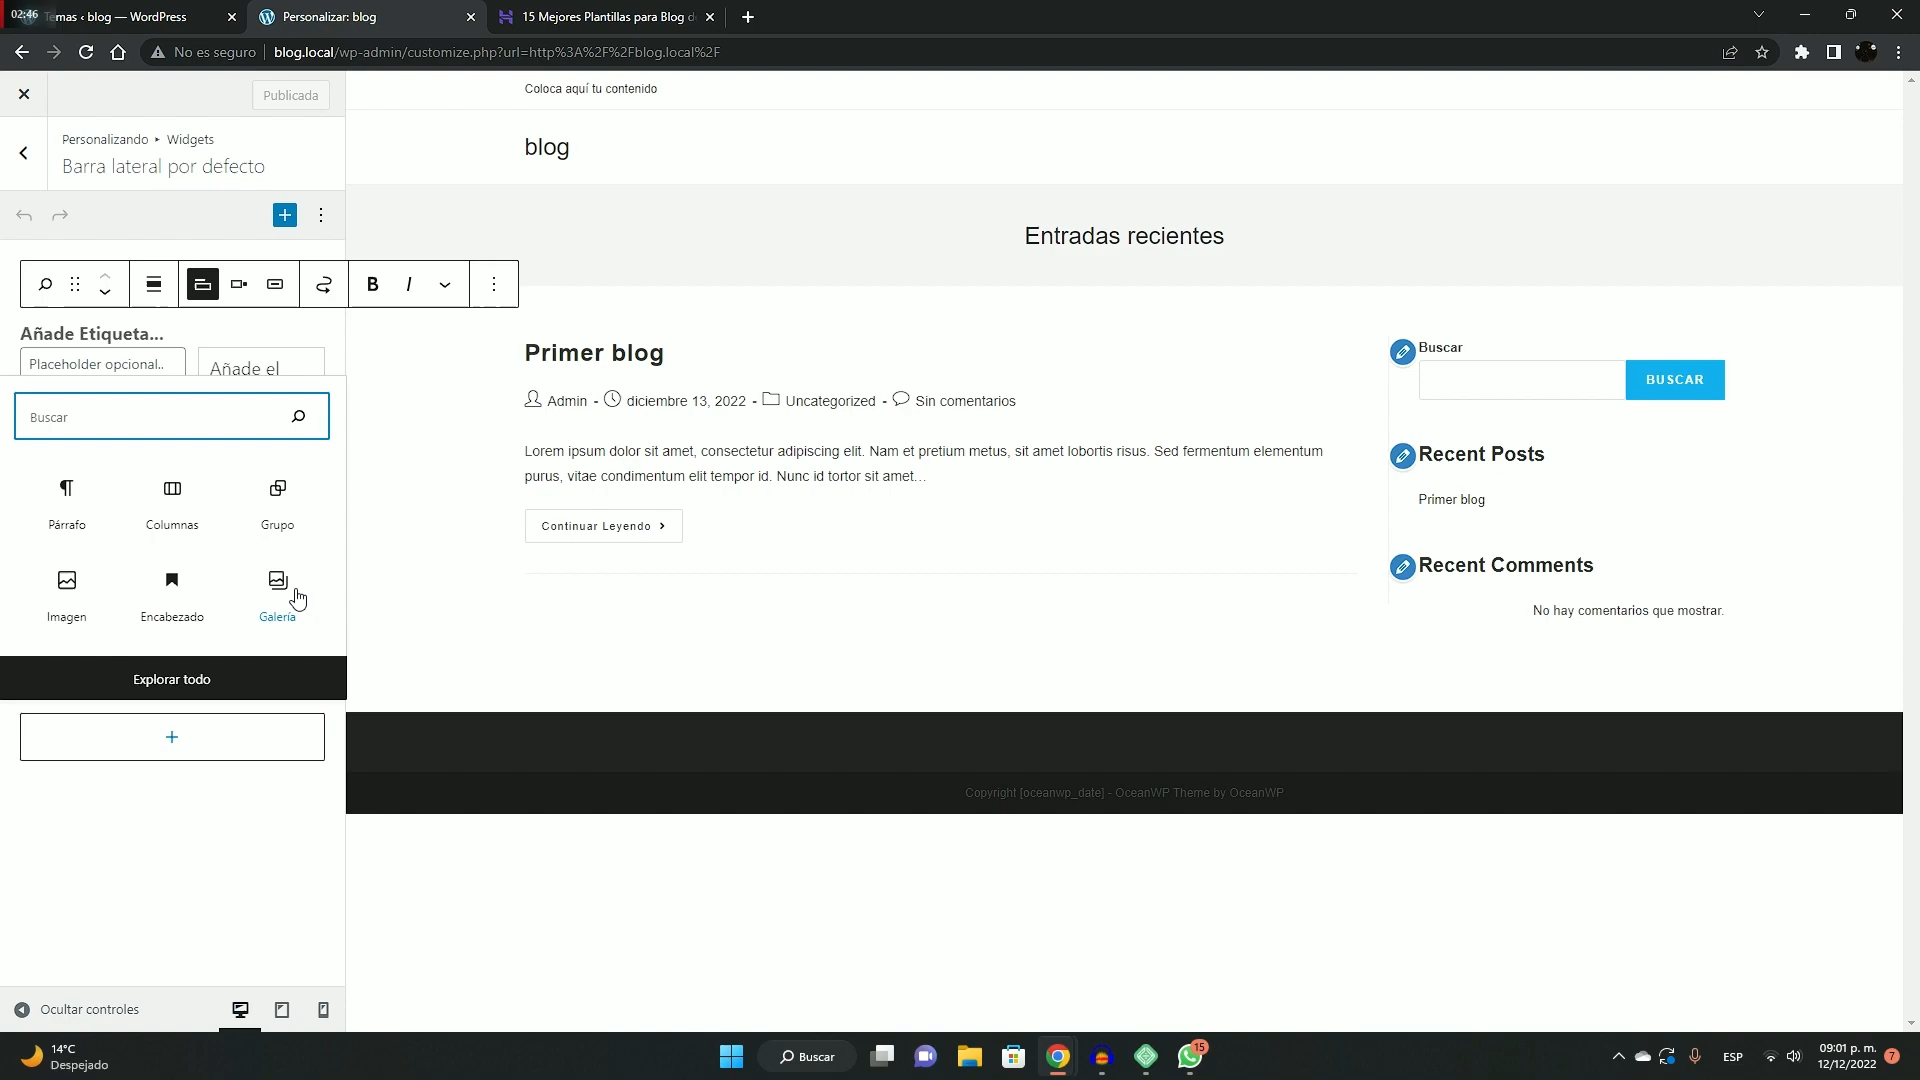 02:46
Temas ‹ blog — WordPress
Personalizar: blog
15 Mejores Plantillas para Blog d
No es seguro
blog.local/wp-admin/customize.php?url=http%3A%2F%2Fblog.local%2F
Publicada
Personalizando ▸ Widgets
Barra lateral por defecto
B I
Añade Etiqueta...
Placeholder opcional..
Añade el
Buscar
Párrafo
Columnas
Grupo
Imagen
Encabezado
Galería
Explorar todo
+
Ocultar controles
Coloca aquí tu contenido
blog
Entradas recientes
Primer blog
Admin - diciembre 13, 2022 - Uncategorized - Sin comentarios
Lorem ipsum dolor sit amet, consectetur adipiscing elit. Nam et pretium metus, sit amet lobortis risus. Sed fermentum elementum
purus, vitae condimentum elit tempor id. Nunc id tortor sit amet…
Continuar Leyendo
Buscar
BUSCAR
Recent Posts
Primer blog
Recent Comments
No hay comentarios que mostrar.
Copyright [oceanwp_date] - OceanWP Theme by OceanWP
14°C
Despejado
Buscar
15
ESP
09:01 p. m.
12/12/2022
7